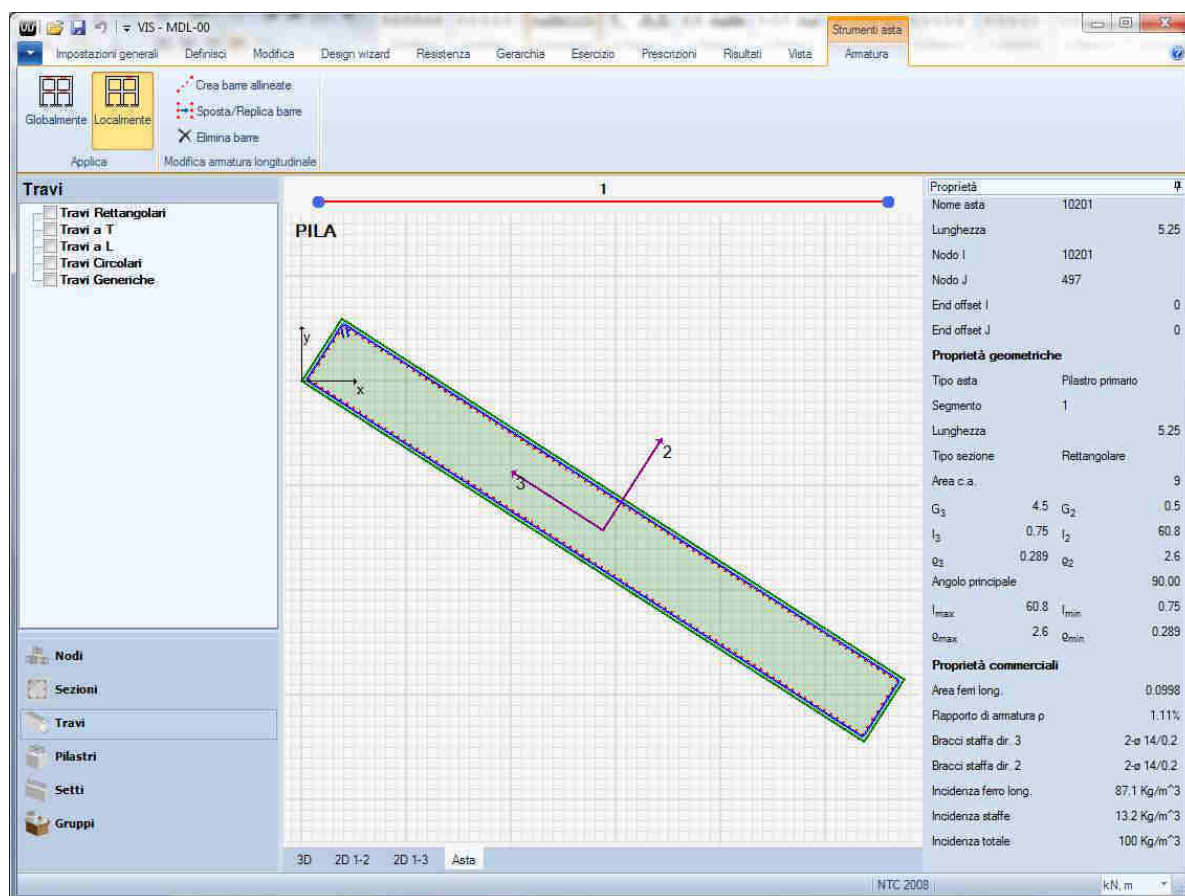 VIS - MDL-00
Strumenti asta
Impostazioni generali Definisci Modifica Design wizard Resistenza Gerarchia Esercizio Prescrizioni Risultati Vista Armatura
Globalmente Localmente
Crea barre allineate
Sposta/Replica barre
Elimina barre
Applica Modifica armatura longitudinale
Travi
Travi Rettangolari
Travi a T
Travi a L
Travi Circolari
Travi Generiche
Nodi
Sezioni
Travi
Pilastri
Setti
Gruppi
1
PILA
y
x
2
3
3D 2D 1-2 2D 1-3 Asta
Proprietà
Nome asta 10201
Lunghezza 5.25
Nodo I 10201
Nodo J 497
End offset I 0
End offset J 0
Proprietà geometriche
Tipo asta Pilastro primario
Segmento 1
Lunghezza 5.25
Tipo sezione Rettangolare
Area c.a. 9
G3 4.5 G2 0.5
I3 0.75 I2 60.8
ϱ3 0.289 ϱ2 2.6
Angolo principale 90.00
Imax 60.8 Imin 0.75
ϱmax 2.6 ϱmin 0.289
Proprietà commerciali
Area ferri long. 0.0998
Rapporto di armatura ρ 1.11%
Bracci staffa dir. 3 2-ø 14/0.2
Bracci staffa dir. 2 2-ø 14/0.2
Incidenza ferro long. 87.1 Kg/m^3
Incidenza staffe 13.2 Kg/m^3
Incidenza totale 100 Kg/m^3
NTC 2008 kN, m